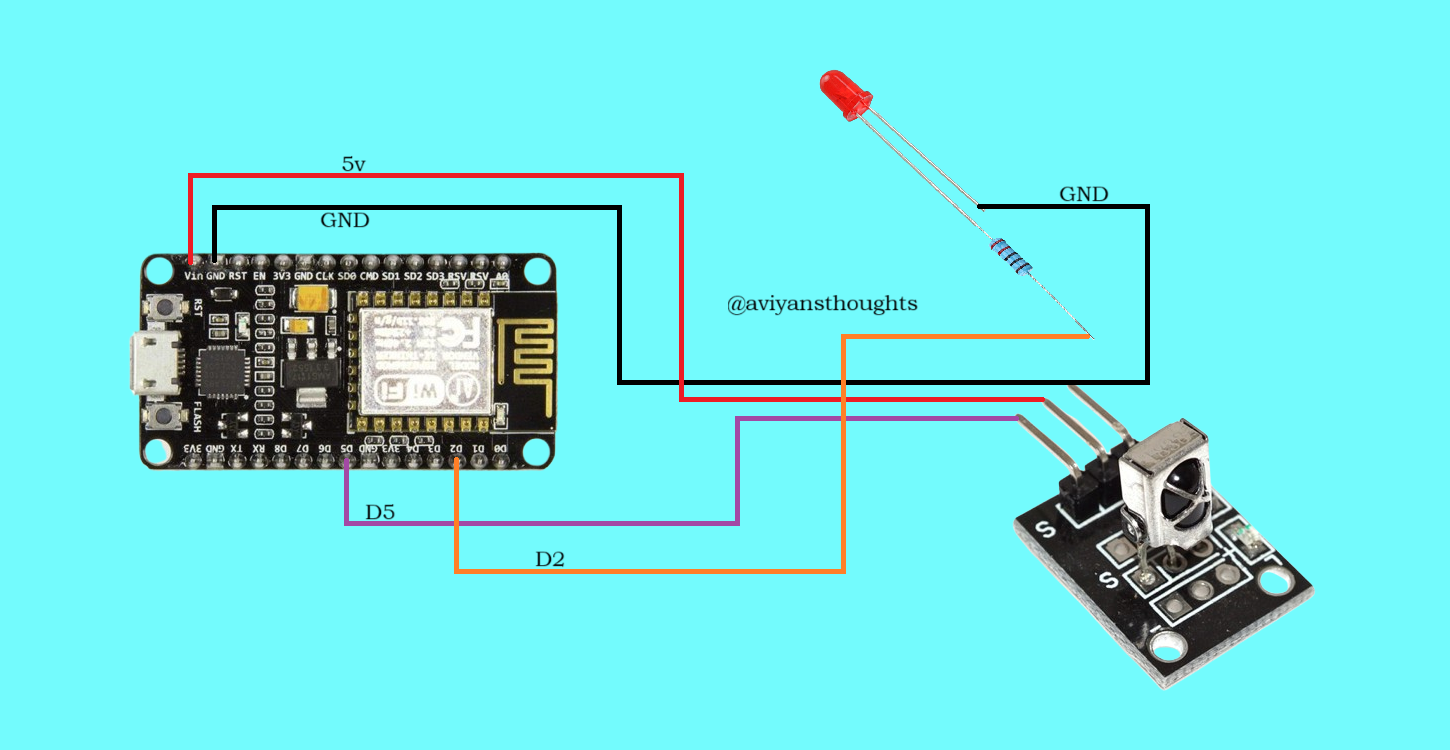 5v
GND
GND
Vin GND RST EN 3V3 GND CLK SD0 CMD SD1 SD2 SD3 RSV RSV A0
RST
@aviyansthoughts
FCC
WiFi
FLASH
3V3 GND TX RX D8 D7 D6 D5 GND 3V3 D4 D3 D2 D1 D0
D5
D2
S
S
-